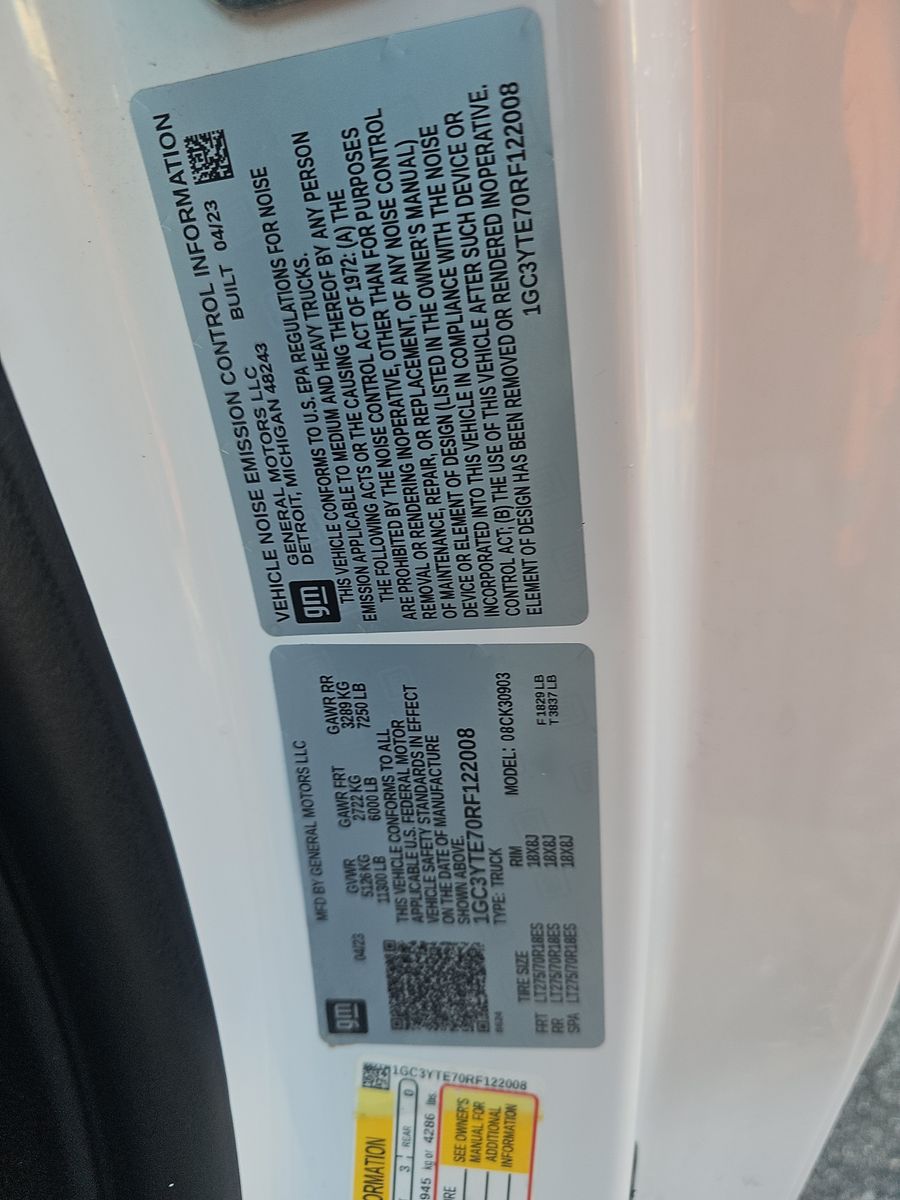 VEHICLE NOISE EMISSION CONTROL INFORMATION
gm
GENERAL MOTORS LLC BUILT 04/23
DETROIT, MICHIGAN 48243
THIS VEHICLE CONFORMS TO U.S. EPA REGULATIONS FOR NOISE
EMISSION APPLICABLE TO MEDIUM AND HEAVY TRUCKS.
THE FOLLOWING ACTS OR THE CAUSING THEREOF BY ANY PERSON
ARE PROHIBITED BY THE NOISE CONTROL ACT OF 1972: (A) THE
REMOVAL OR RENDERING INOPERATIVE, OTHER THAN FOR PURPOSES
OF MAINTENANCE, REPAIR, OR REPLACEMENT, OF ANY NOISE CONTROL
DEVICE OR ELEMENT OF DESIGN (LISTED IN THE OWNER'S MANUAL)
INCORPORATED INTO THIS VEHICLE IN COMPLIANCE WITH THE NOISE
CONTROL ACT; (B) THE USE OF THIS VEHICLE AFTER SUCH DEVICE OR
ELEMENT OF DESIGN HAS BEEN REMOVED OR RENDERED INOPERATIVE.
1GC3YTE70RF122008
gm
MFD BY GENERAL MOTORS LLC
04/23 GVWR GAWR FRT GAWR RR
5126 KG 2722 KG 3289 KG
11300 LB 6000 LB 7250 LB
THIS VEHICLE CONFORMS TO ALL
APPLICABLE U.S. FEDERAL MOTOR
VEHICLE SAFETY STANDARDS IN EFFECT
ON THE DATE OF MANUFACTURE
SHOWN ABOVE.
1GC3YTE70RF122008
TYPE: TRUCK MODEL: 08CK30903
TIRE SIZE RIM
FRT LT275/70R18ES 18X8J F 1829 LB
RR LT275/70R18ES 18X8J T 3837 LB
SPA LT275/70R18ES 18X8J
1GC3YTE70RF122008
3 REAR 0
945 kg or 4286 lbs
SEE OWNER'S
MANUAL FOR
ADDITIONAL
INFORMATION